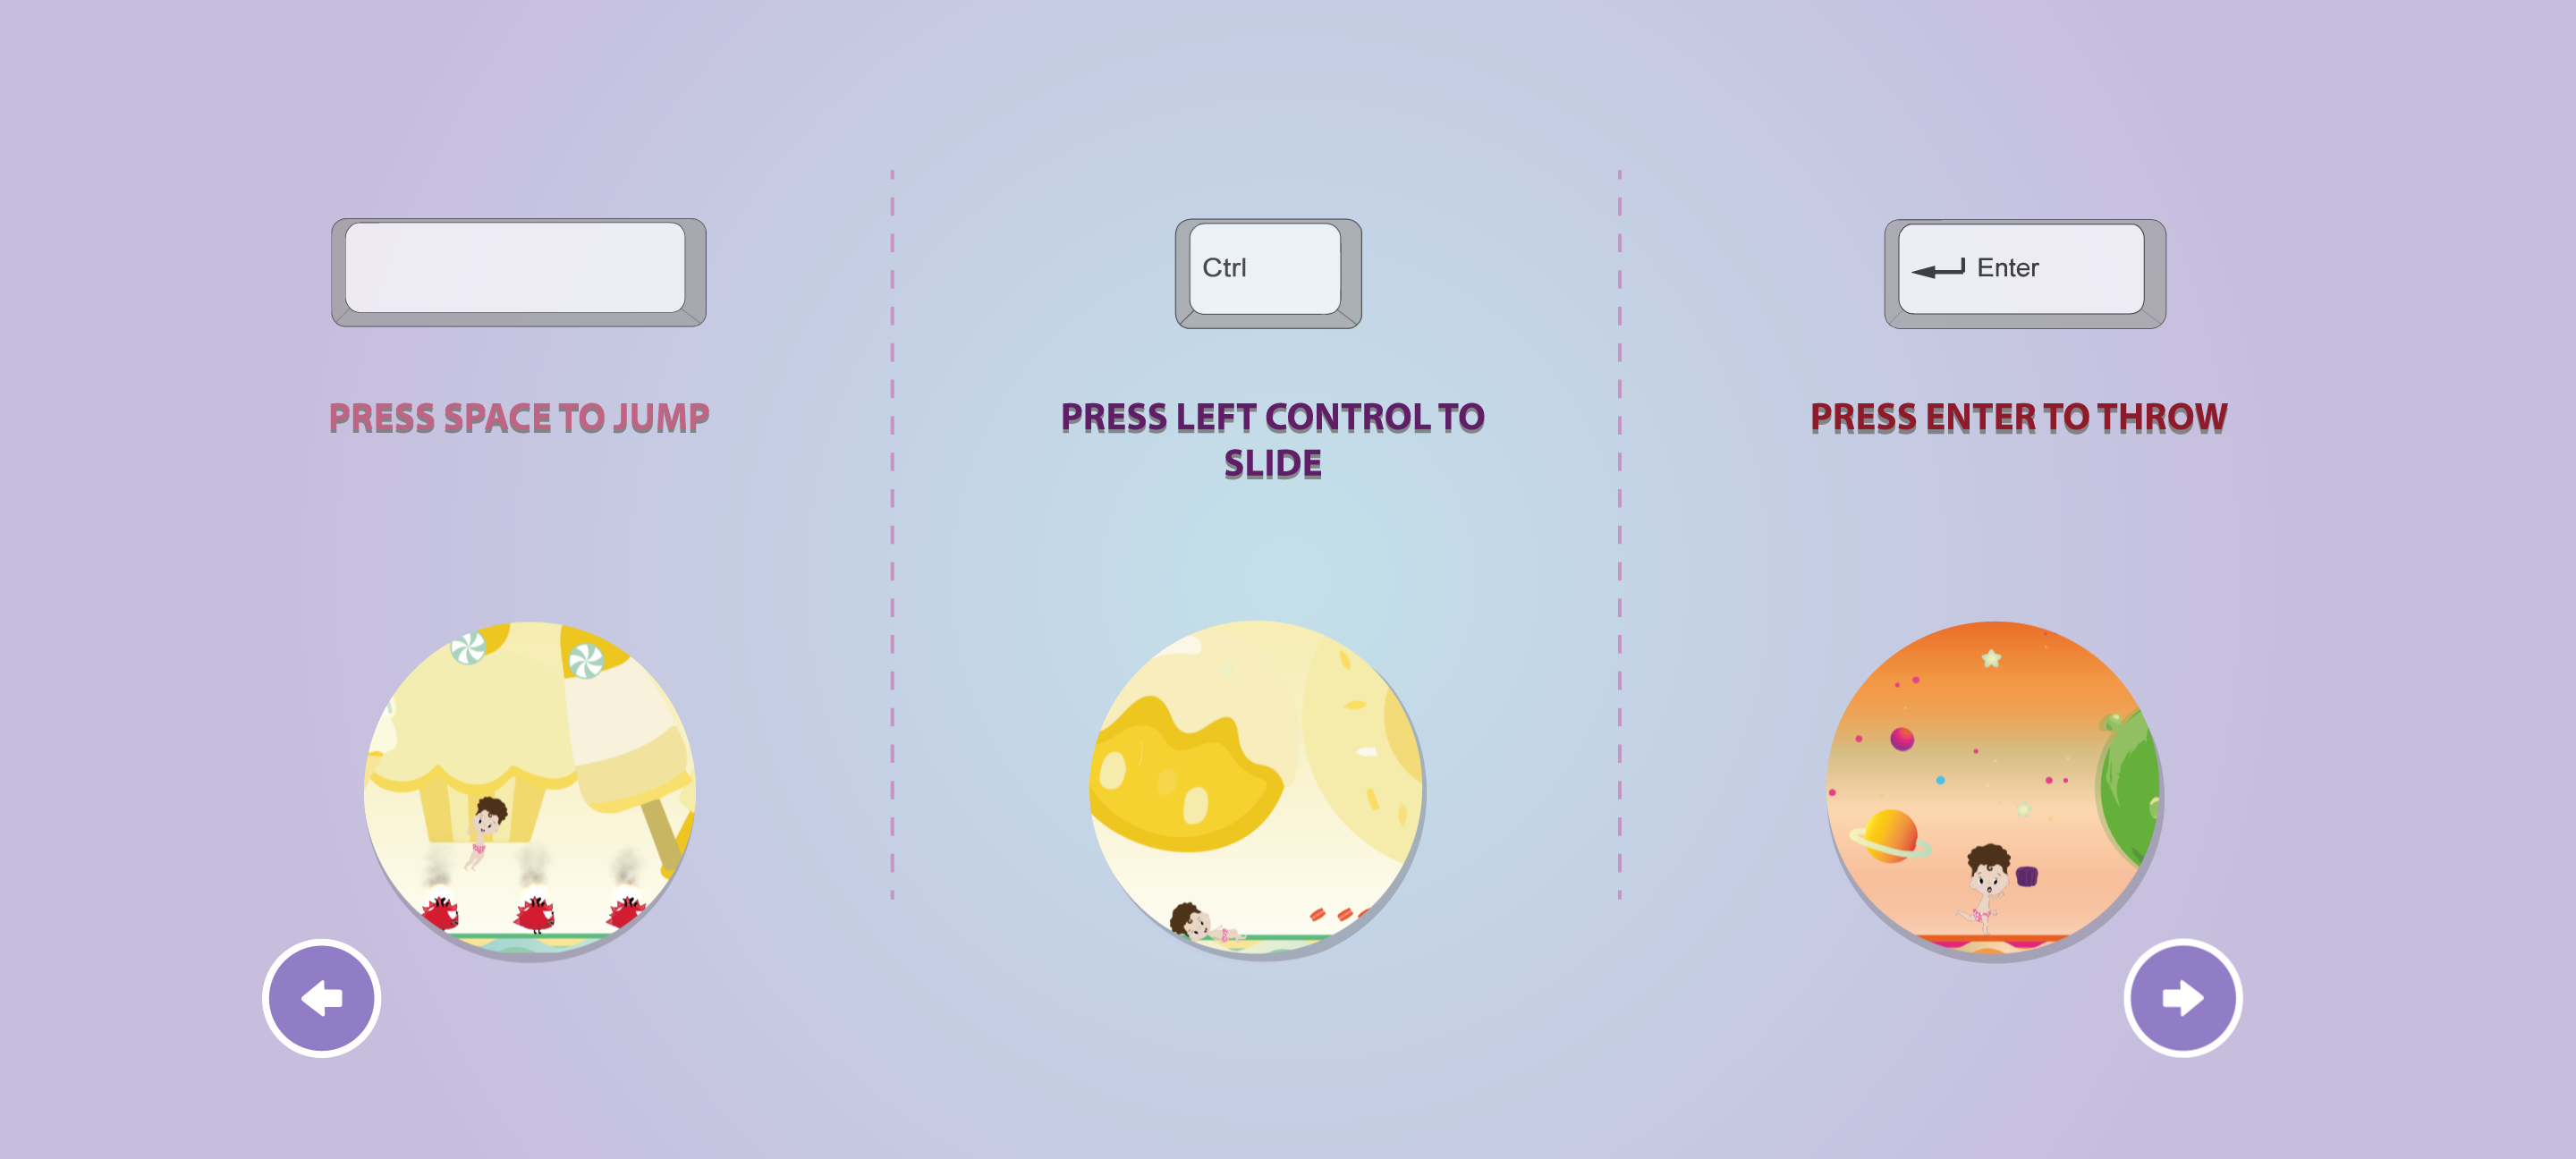 Ctrl
Enter
PRESS SPACE TO JUMP
PRESS LEFT CONTROL TO
SLIDE
PRESS ENTER TO THROW